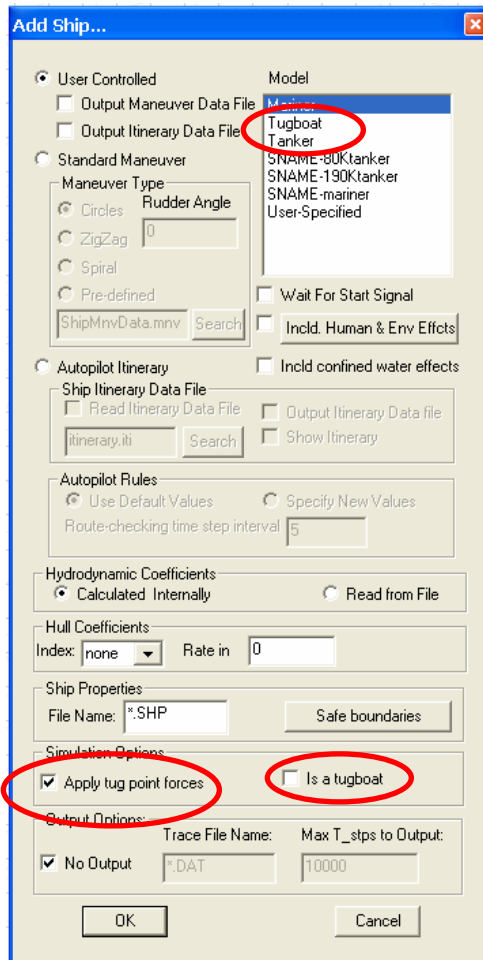 Add Ship...
User Controlled
Model
Output Maneuver Data File
Output Itinerary Data File
Mariner
Tugboat
Tanker
SNAME-80Ktanker
SNAME-190Ktanker
SNAME-mariner
User-Specified
Standard Maneuver
Maneuver Type
Circles
Rudder Angle
ZigZag
0
Spiral
Pre-defined
ShipMnvData.mnv
Search
Wait For Start Signal
Incld. Human & Env Effcts
Autopilot Itinerary
Incld confined water effects
Ship Itinerary Data File
Read Itinerary Data File
Output Itinerary Data file
itinerary.iti
Search
Show Itinerary
Autopilot Rules
Use Default Values
Specify New Values
Route-checking time step interval
5
Hydrodynamic Coefficients
Calculated Internally
Read from File
Hull Coefficients
Index:
none
Rate in
0
Ship Properties
File Name:
*.SHP
Safe boundaries
Simulation Options
Apply tug point forces
Is a tugboat
Output Options:
Trace File Name:
Max T_stps to Output:
No Output
*.DAT
10000
OK
Cancel